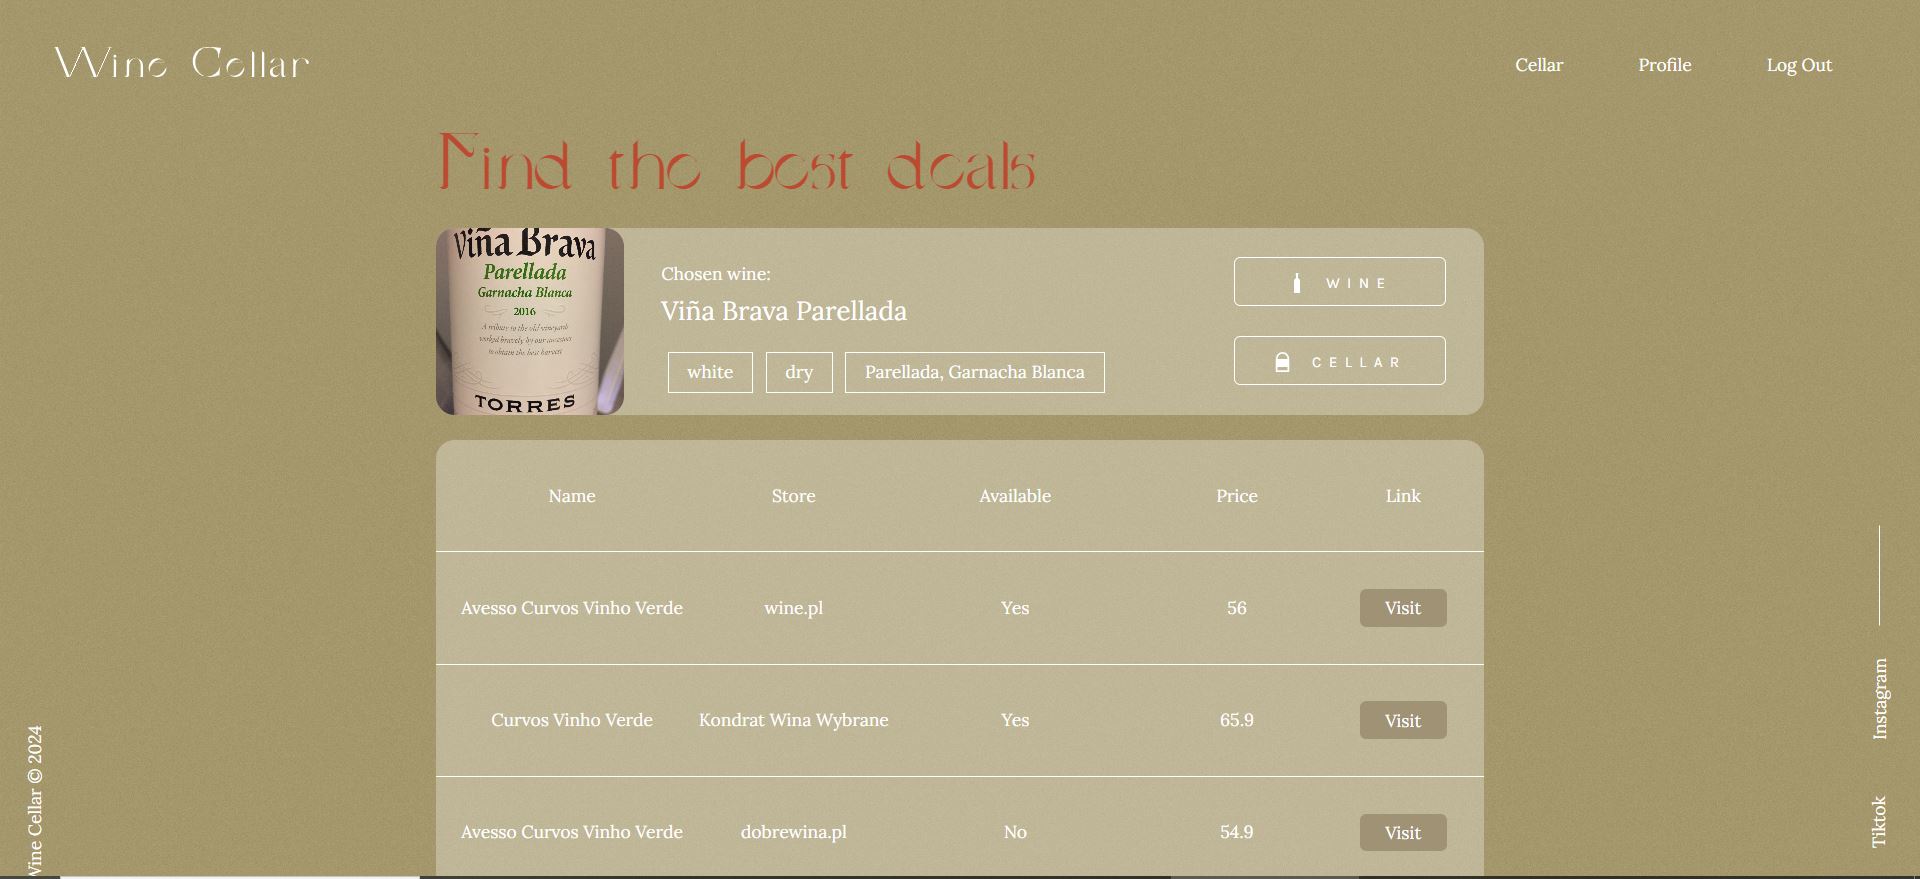 Wine Cellar
Cellar
Profile
Log Out
Find the best deals
Viña Brava
Parellada
Garnacha Blanca
2016
A tribute to the old vineyards
worked bravely by our ancestors
to obtain the best harvest
TORRES
Chosen wine:
Viña Brava Parellada
white
dry
Parellada, Garnacha Blanca
WINE
CELLAR
Name Store Available Price Link
Avesso Curvos Vinho Verde wine.pl Yes 56 Visit
Curvos Vinho Verde Kondrat Wina Wybrane Yes 65.9 Visit
Avesso Curvos Vinho Verde dobrewina.pl No 54.9 Visit
Wine Cellar © 2024
Instagram
Tiktok